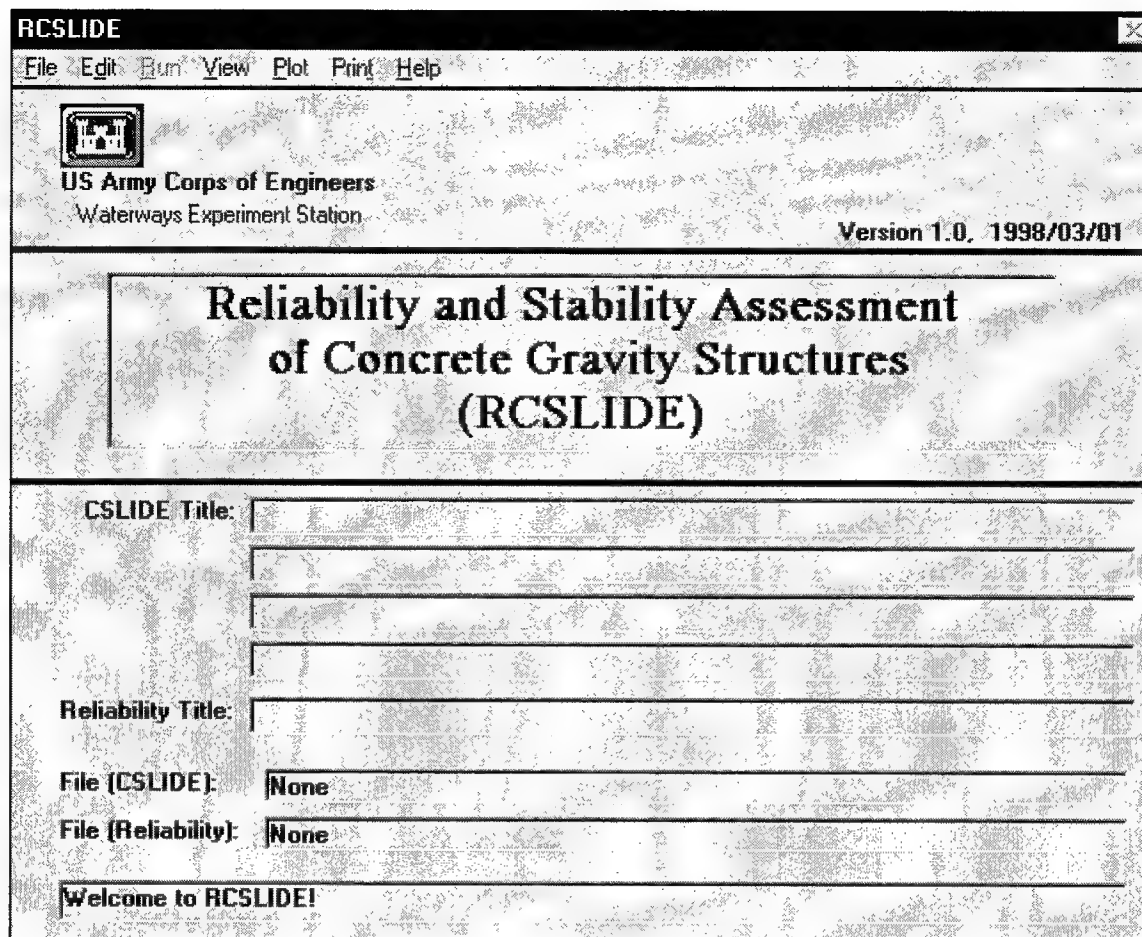 RCSLIDE
File Edit Run View Plot Print Help
US Army Corps of Engineers
Waterways Experiment Station
Version 1.0, 1998/03/01
Reliability and Stability Assessment
of Concrete Gravity Structures
(RCSLIDE)
CSLIDE Title:
Reliability Title:
File (CSLIDE): None
File (Reliability): None
Welcome to RCSLIDE!